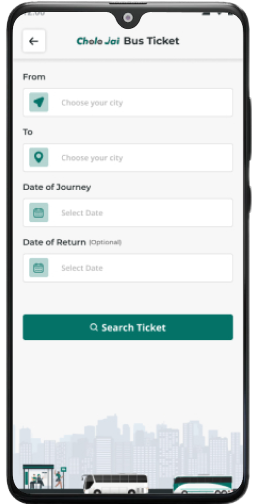 Cholo Jai Bus Ticket
From
Choose your city
To
Choose your city
Date of Journey
Select Date
Date of Return (Optional)
Select Date
Search Ticket